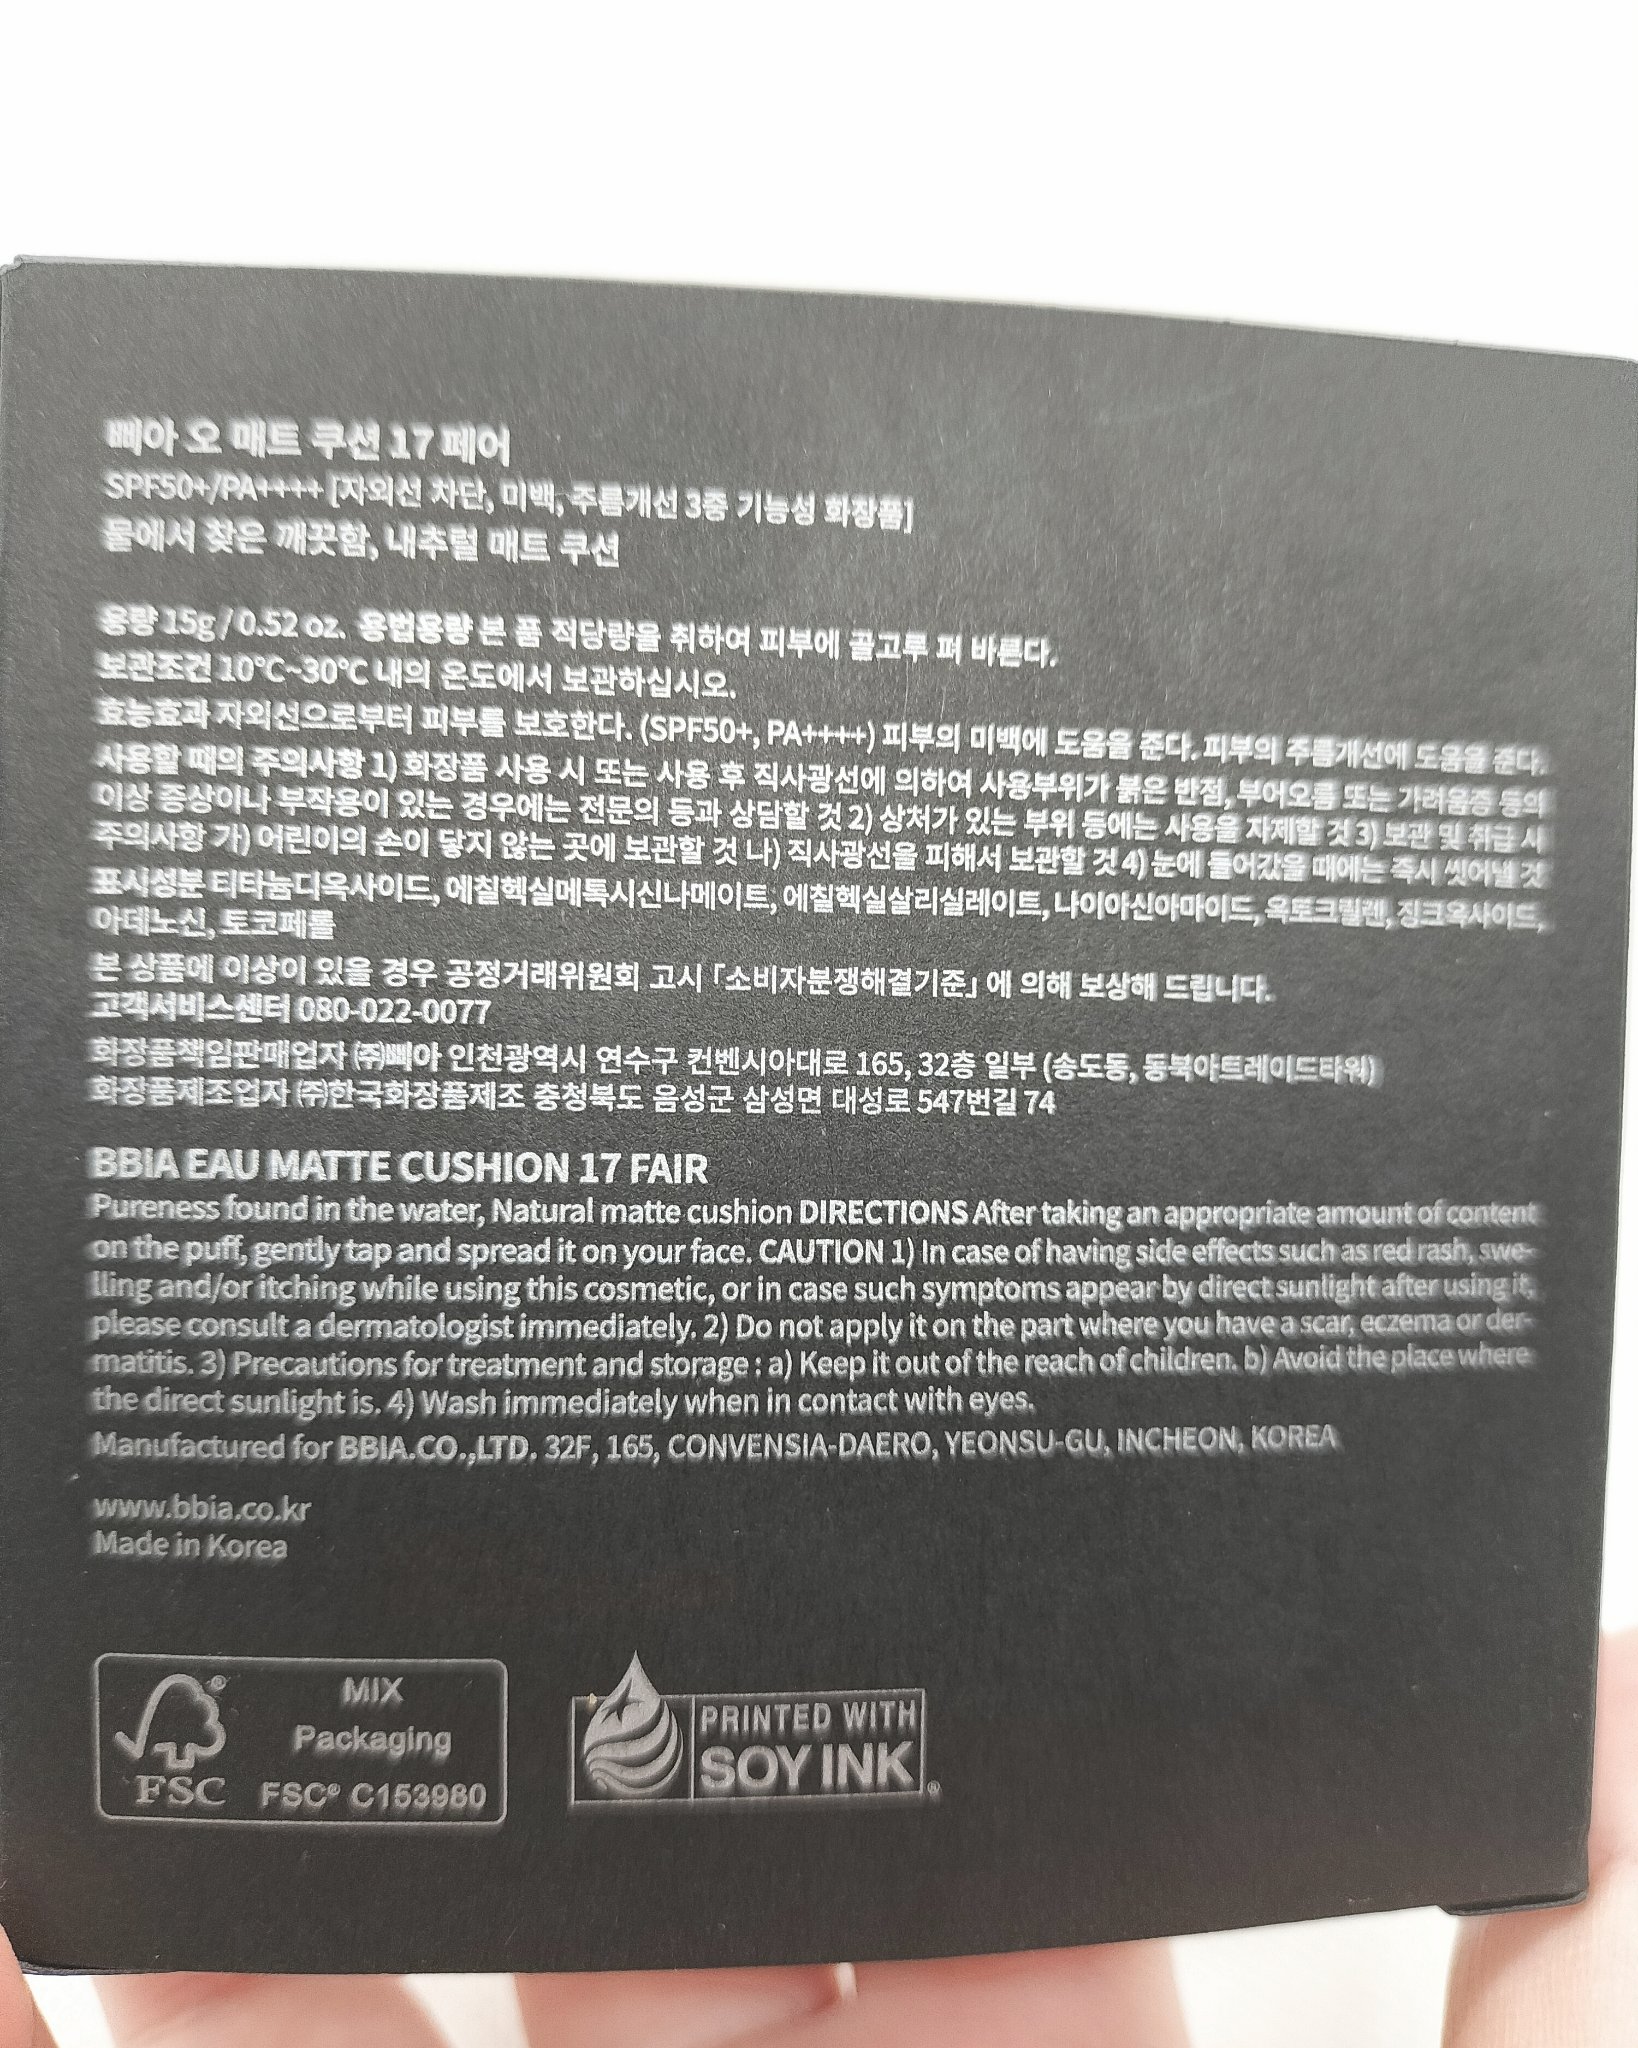 삐아 오 매트 쿠션 17 페어
SPF50+/PA++++ [자외선 차단, 미백, 주름개선 3중 기능성 화장품]
물에서 찾은 깨끗함, 내추럴 매트 쿠션
용량 15g / 0.52 oz. 용법용량 본 품 적당량을 취하여 피부에 골고루 펴 바른다.
보관조건 10°C~30°C 내의 온도에서 보관하십시오.
효능효과 자외선으로부터 피부를 보호한다. (SPF50+, PA++++) 피부의 미백에 도움을 준다. 피부의 주름개선에 도움을 준다.
사용할 때의 주의사항 1) 화장품 사용 시 또는 사용 후 직사광선에 의하여 사용부위가 붉은 반점, 부어오름 또는 가려움증 등의
이상 증상이나 부작용이 있는 경우에는 전문의 등과 상담할 것 2) 상처가 있는 부위 등에는 사용을 자제할 것 3) 보관 및 취급 시
주의사항 가) 어린이의 손이 닿지 않는 곳에 보관할 것 나) 직사광선을 피해서 보관할 것 4) 눈에 들어갔을 때에는 즉시 씻어낼 것
표시성분 티타늄디옥사이드, 에칠헥실메톡시신나메이트, 에칠헥실살리실레이트, 나이아신아마이드, 옥토크릴렌, 징크옥사이드,
아데노신, 토코페롤
본 상품에 이상이 있을 경우 공정거래위원회 고시 「소비자분쟁해결기준」 에 의해 보상해 드립니다.
고객서비스센터 080-022-0077
화장품책임판매업자 ㈜삐아 인천광역시 연수구 컨벤시아대로 165, 32층 일부 (송도동, 동북아트레이드타워)
화장품제조업자 ㈜한국화장품제조 충청북도 음성군 삼성면 대성로 547번길 74
BBIA EAU MATTE CUSHION 17 FAIR
Pureness found in the water, Natural matte cushion DIRECTIONS After taking an appropriate amount of content
on the puff, gently tap and spread it on your face. CAUTION 1) In case of having side effects such as red rash, swe-
lling and/or itching while using this cosmetic, or in case such symptoms appear by direct sunlight after using it,
please consult a dermatologist immediately. 2) Do not apply it on the part where you have a scar, eczema or der-
matitis. 3) Precautions for treatment and storage : a) Keep it out of the reach of children. b) Avoid the place where
the direct sunlight is. 4) Wash immediately when in contact with eyes.
Manufactured for BBIA.CO.,LTD. 32F, 165, CONVENSIA-DAERO, YEONSU-GU, INCHEON, KOREA
www.bbia.co.kr
Made in Korea
MIX
Packaging
FSC
FSC® C153980
PRINTED WITH
SOY INK®